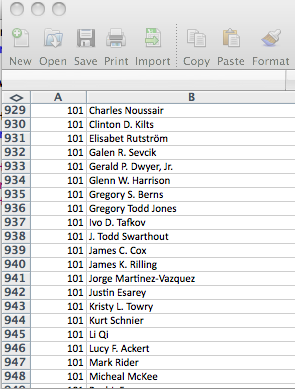 New Open Save Print Import Copy Paste Format
A B
929 101 Charles Noussair
930 101 Clinton D. Kilts
931 101 Elisabet Rutström
932 101 Galen R. Sevcik
933 101 Gerald P. Dwyer, Jr.
934 101 Glenn W. Harrison
935 101 Gregory S. Berns
936 101 Gregory Todd Jones
937 101 Ivo D. Tafkov
938 101 J. Todd Swarthout
939 101 James C. Cox
940 101 James K. Rilling
941 101 Jorge Martinez-Vazquez
942 101 Justin Esarey
943 101 Kristy L. Towry
944 101 Kurt Schnier
945 101 Li Qi
946 101 Lucy F. Ackert
947 101 Mark Rider
948 101 Micheal McKee